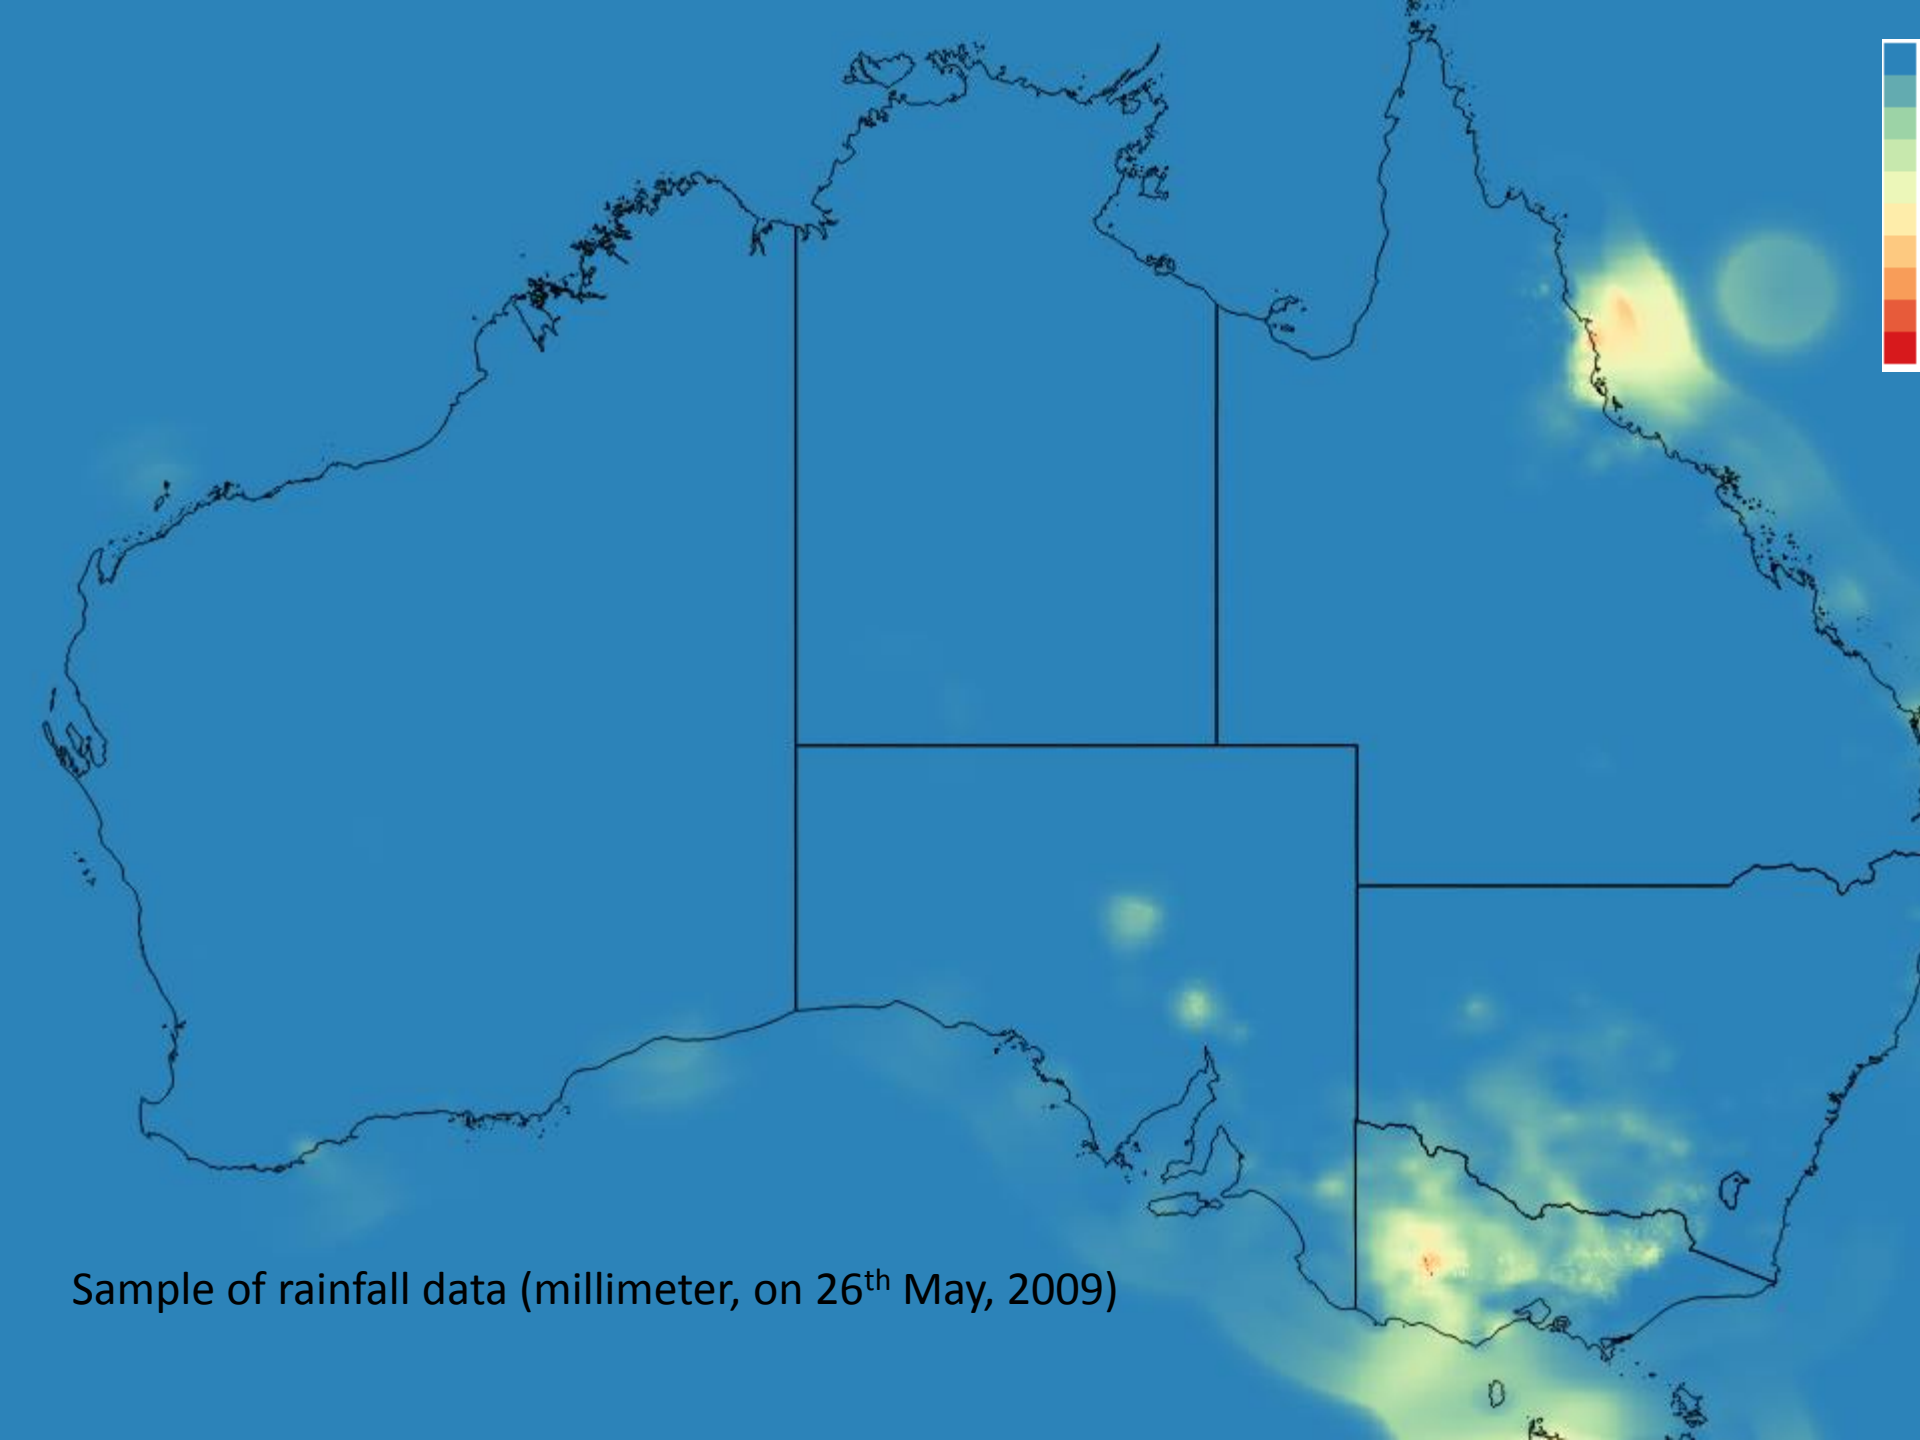 Sample of rainfall data (millimeter, on 26th May, 2009)